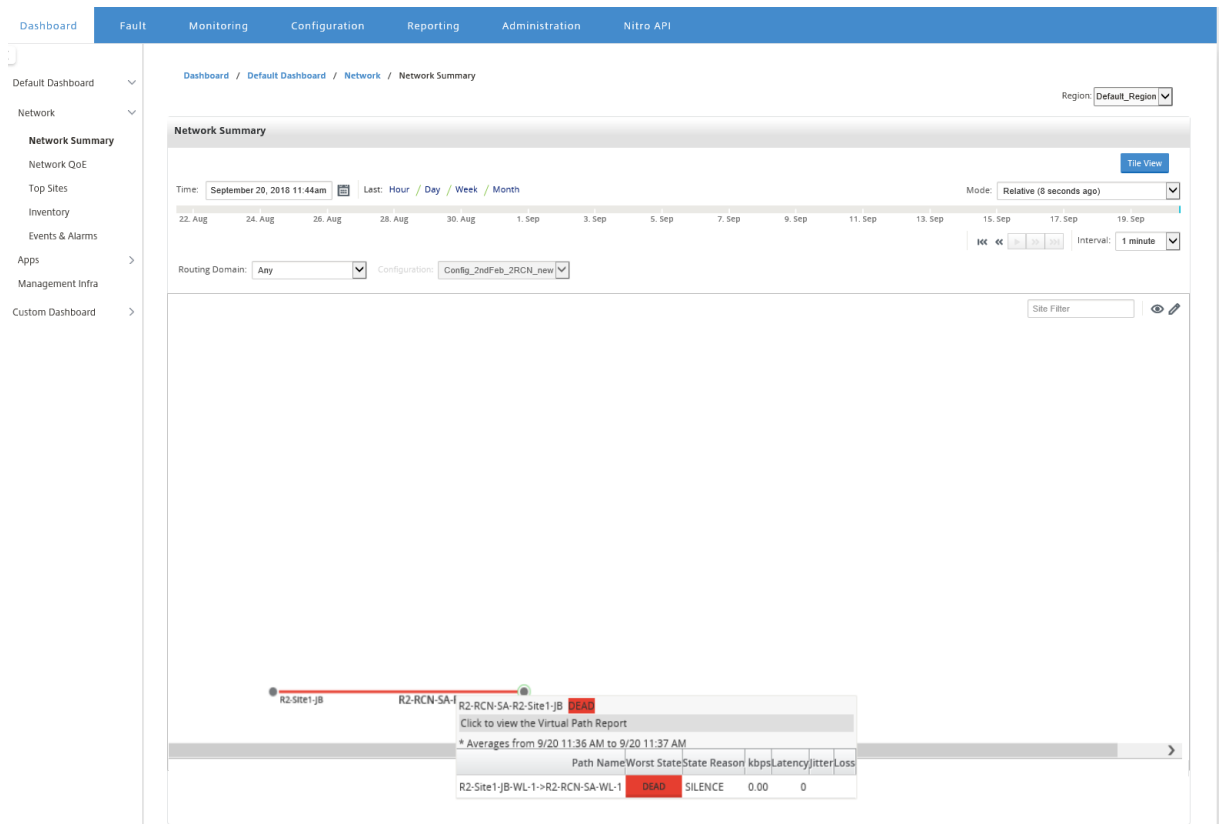 Dashboard Fault Monitoring Configuration Reporting Administration Nitro API
Default Dashboard
Network
Network Summary
Network QoE
Top Sites
Inventory
Events & Alarms
Apps
Management Infra
Custom Dashboard
Dashboard / Default Dashboard / Network / Network Summary
Region: Default_Region
Network Summary
Tile View
Time: September 20, 2018 11:44am Last: Hour / Day / Week / Month Mode: Relative (8 seconds ago)
22. Aug 24. Aug 26. Aug 28. Aug 30. Aug 1. Sep 3. Sep 5. Sep 7. Sep 9. Sep 11. Sep 13. Sep 15. Sep 17. Sep 19. Sep
Interval: 1 minute
Routing Domain: Any Configuration: Config_2ndFeb_2RCN_new
Site Filter
R2-Site1-JB R2-RCN-SA-
R2-RCN-SA-R2-Site1-JB DEAD
Click to view the Virtual Path Report
* Averages from 9/20 11:36 AM to 9/20 11:37 AM
Path Name Worst State State Reason kbps Latency Jitter Loss
R2-Site1-JB-WL-1->R2-RCN-SA-WL-1 DEAD SILENCE 0.00 0